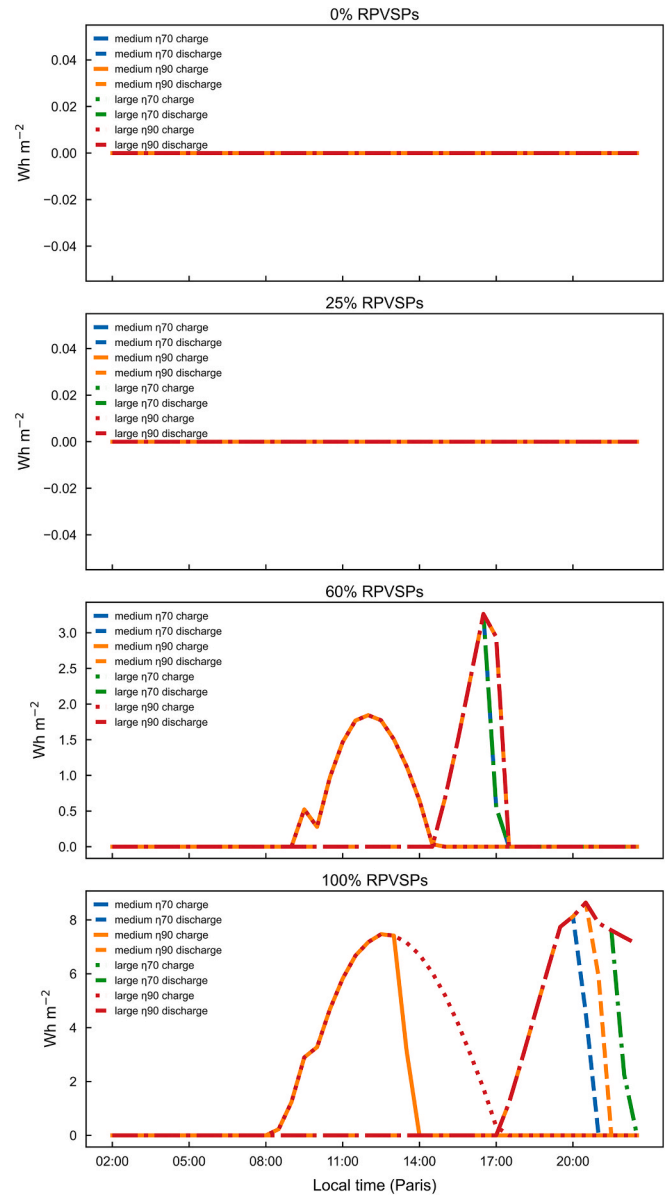 0% RPVSPs
medium η70 charge
medium η70 discharge
medium η90 charge
medium η90 discharge
large η70 charge
large η70 discharge
large η90 charge
large η90 discharge
0.04
0.02
0.00
−0.02
−0.04
Wh m⁻²
25% RPVSPs
medium η70 charge
medium η70 discharge
medium η90 charge
medium η90 discharge
large η70 charge
large η70 discharge
large η90 charge
large η90 discharge
0.04
0.02
0.00
−0.02
−0.04
Wh m⁻²
60% RPVSPs
medium η70 charge
medium η70 discharge
medium η90 charge
medium η90 discharge
large η70 charge
large η70 discharge
large η90 charge
large η90 discharge
3.0
2.5
2.0
1.5
1.0
0.5
0.0
Wh m⁻²
100% RPVSPs
medium η70 charge
medium η70 discharge
medium η90 charge
medium η90 discharge
large η70 charge
large η70 discharge
large η90 charge
large η90 discharge
8
6
4
2
0
Wh m⁻²
02:00 05:00 08:00 11:00 14:00 17:00 20:00
Local time (Paris)